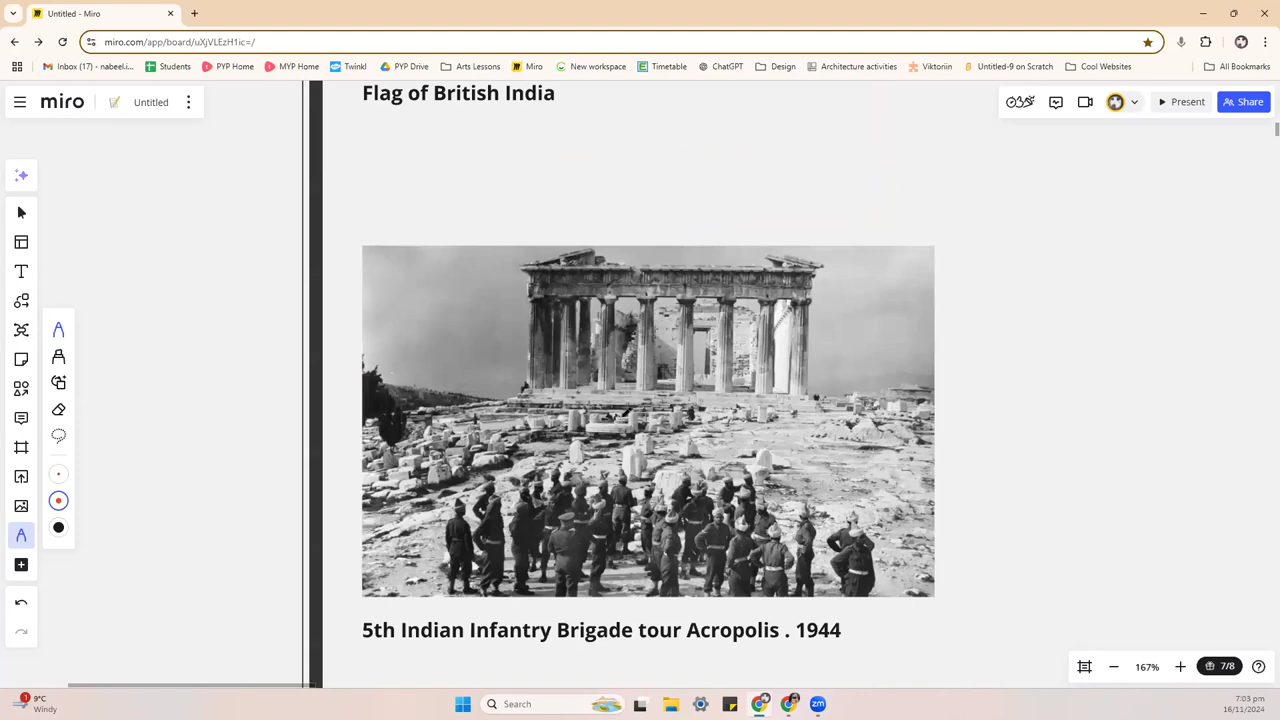 Untitled - Miro
miro.com/app/board/uXjVLEzH1ic=/
Inbox (17) - nabeel.i... Students PYP Home MYP Home Twinkl PYP Drive Arts Lessons Miro New workspace Timetable ChatGPT Design Architecture activities Viktoriin Untitled-9 on Scratch Cool Websites All Bookmarks
miro Untitled Present Share
Flag of British India
5th Indian Infantry Brigade tour Acropolis . 1944
167% 7/8
1 9°C
Windy
Search
zm
7:03 pm
16/11/2024